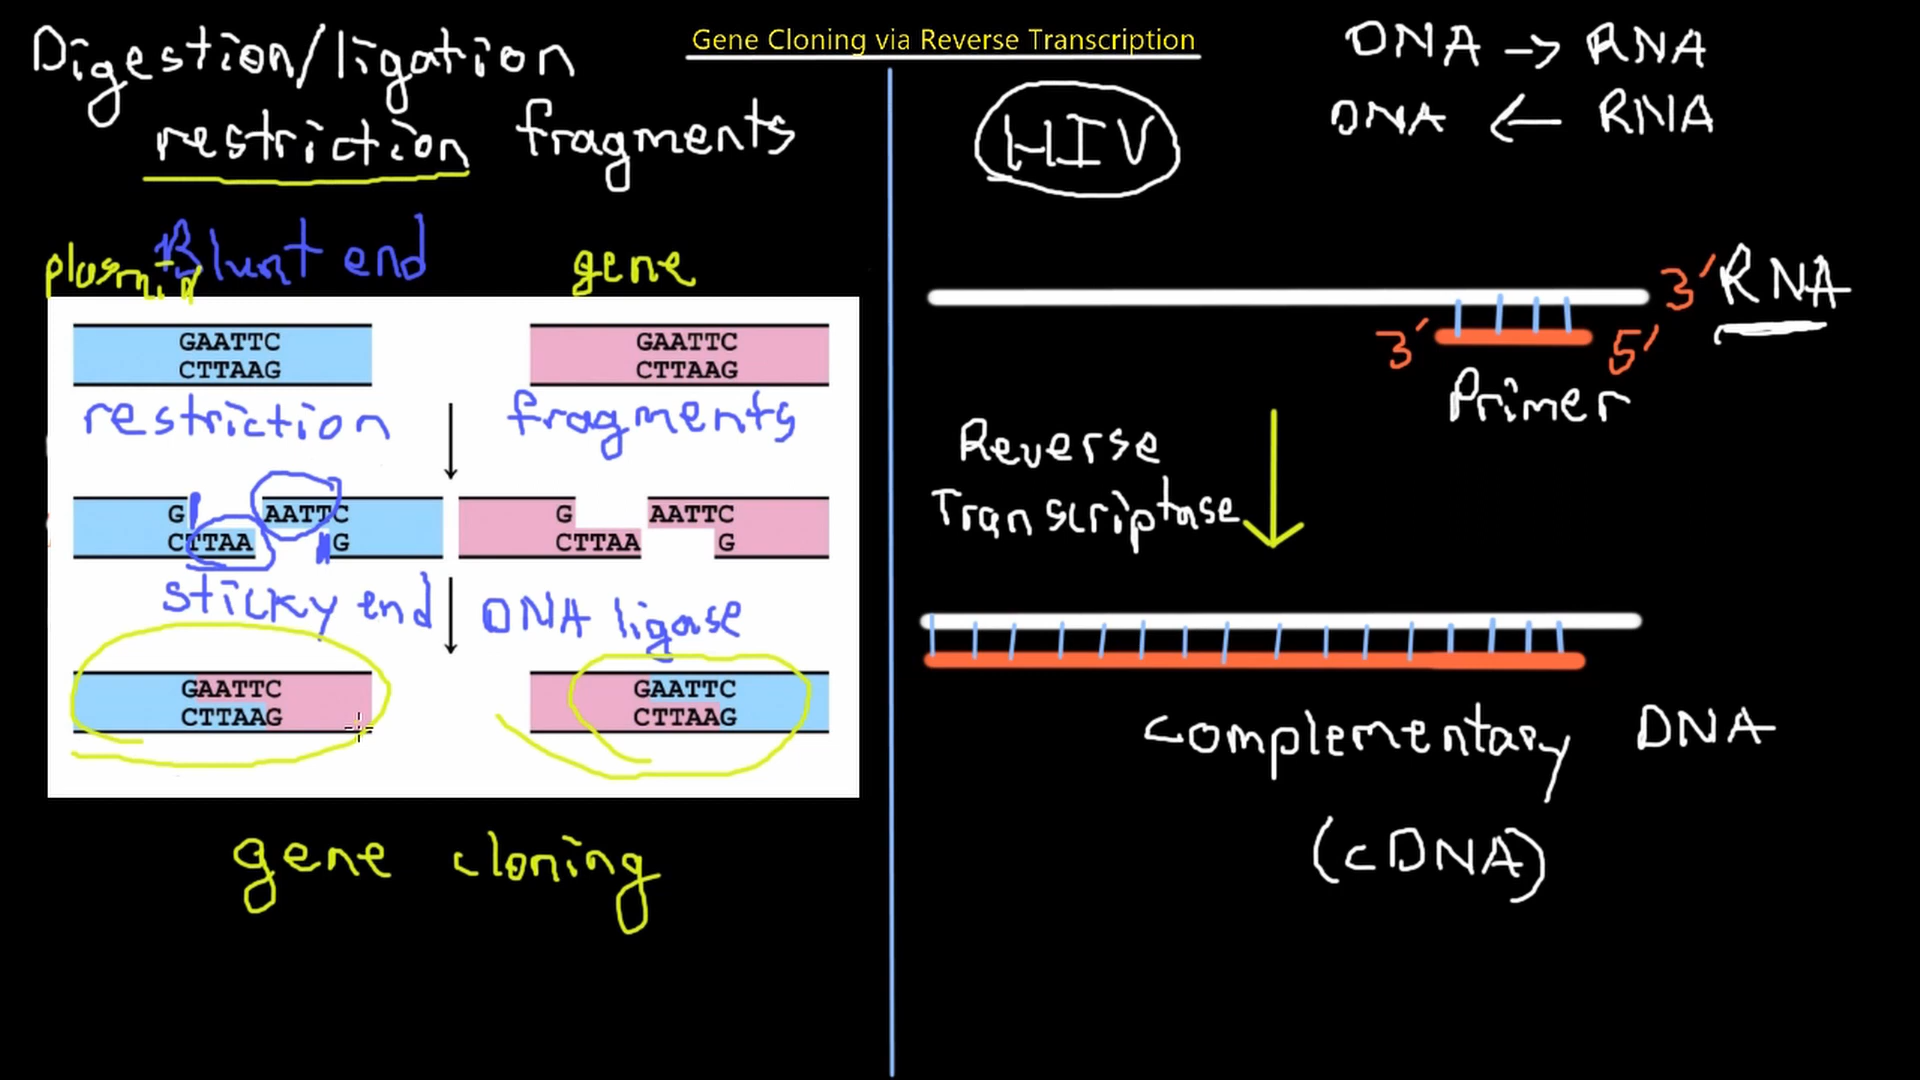 Gene Cloning via Reverse Transcription
Digestion/ligation
restriction fragments
Blunt end
plasmid
gene
GAATTC
CTTAAG
GAATTC
CTTAAG
restriction fragments
G AATTC
CTTAA G
G AATTC
CTTAA G
sticky end
DNA ligase
GAATTC
CTTAAG
GAATTC
CTTAAG
gene cloning
HIV
DNA → RNA
DNA ← RNA
3' RNA
3' 5'
Primer
Reverse
Transcriptase
Complementary DNA
(cDNA)